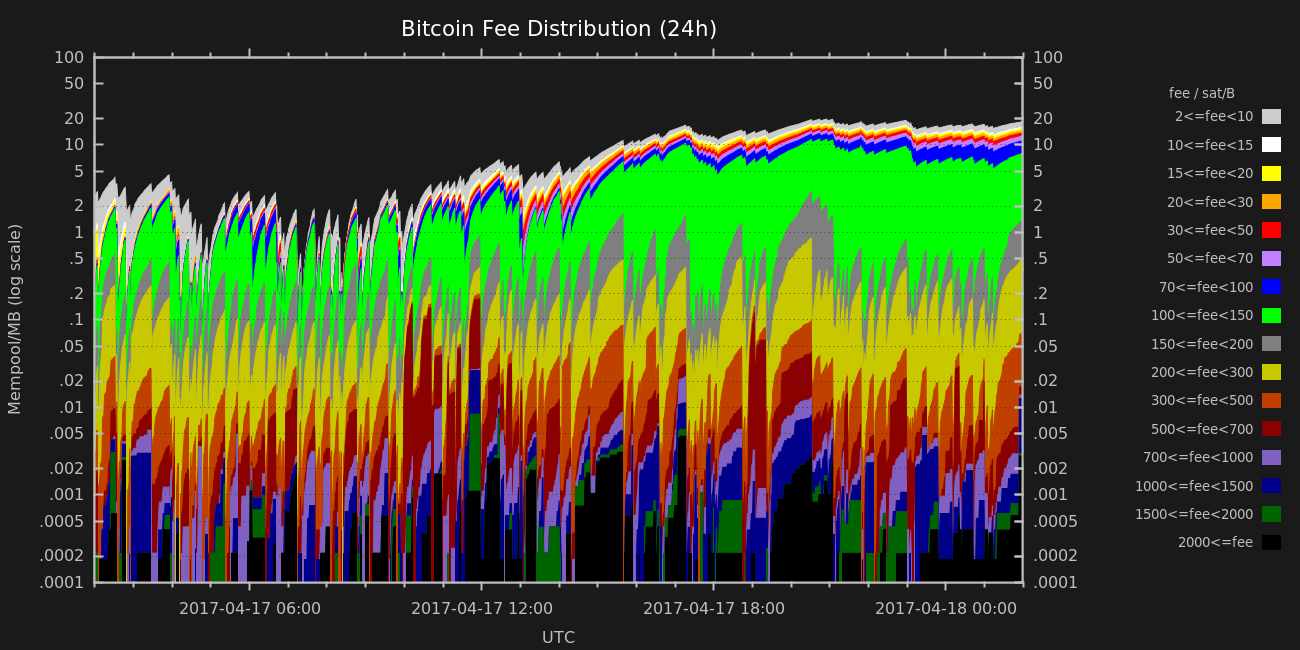 Bitcoin Fee Distribution (24h)
100
50
20
10
5
2
1
.5
.2
.1
.05
.02
.01
.005
.002
.001
.0005
.0002
.0001
Mempool/MB (log scale)
100
50
20
10
5
2
1
.5
.2
.1
.05
.02
.01
.005
.002
.001
.0005
.0002
.0001
2017-04-17 06:00
2017-04-17 12:00
2017-04-17 18:00
2017-04-18 00:00
UTC
fee / sat/B
2<=fee<10
10<=fee<15
15<=fee<20
20<=fee<30
30<=fee<50
50<=fee<70
70<=fee<100
100<=fee<150
150<=fee<200
200<=fee<300
300<=fee<500
500<=fee<700
700<=fee<1000
1000<=fee<1500
1500<=fee<2000
2000<=fee